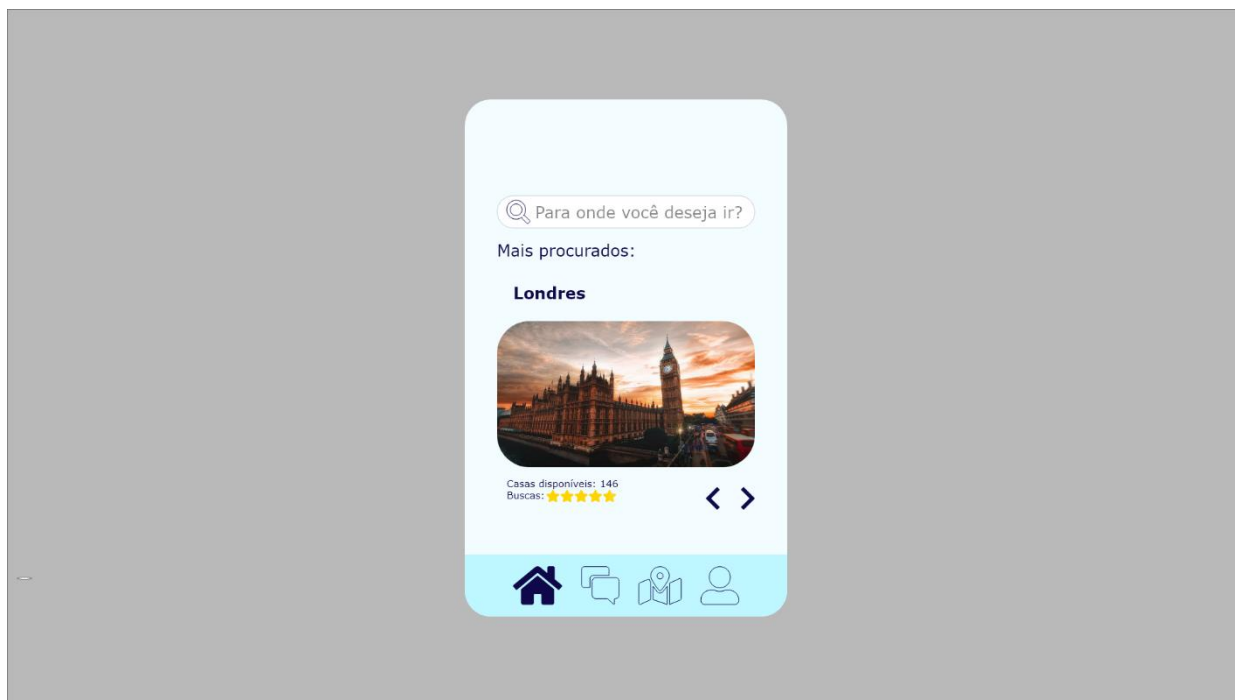 Para onde você deseja ir?
Mais procurados:
Londres
Casas disponíveis: 146
Buscas: